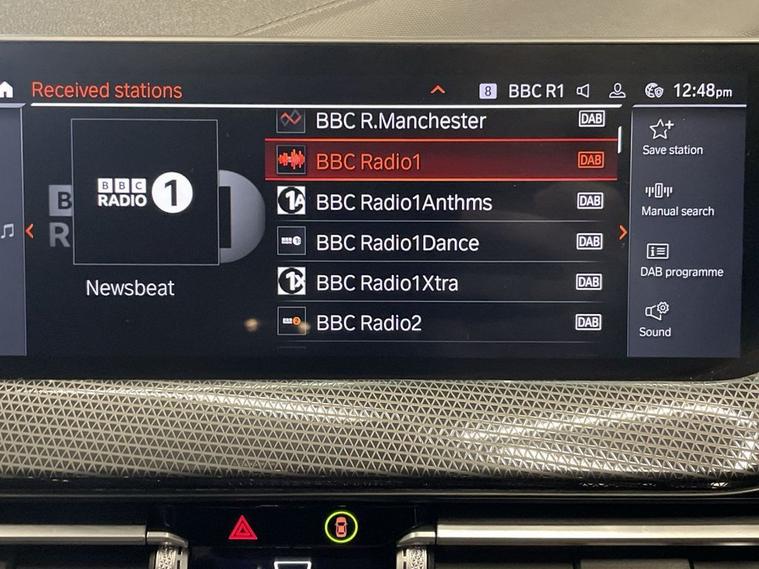 Received stations
8 BBC R1 12:48pm
BBC R.Manchester DAB
BBC Radio1 DAB
BBC Radio1Anthms DAB
BBC Radio1Dance DAB
BBC Radio1Xtra DAB
BBC Radio2 DAB
BBC
RADIO 1
Newsbeat
Save station
Manual search
DAB programme
Sound